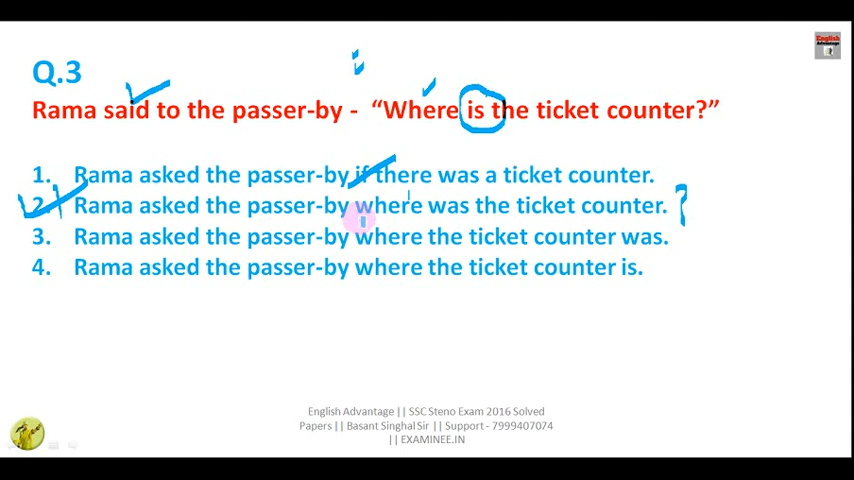 English
Advantage
Q.3
Rama said to the passer-by - “Where is the ticket counter?”
1. Rama asked the passer-by if there was a ticket counter.
2. Rama asked the passer-by where was the ticket counter. ?
3. Rama asked the passer-by where the ticket counter was.
4. Rama asked the passer-by where the ticket counter is.
English Advantage || SSC Steno Exam 2016 Solved
Papers || Basant Singhal Sir || Support - 7999407074
|| EXAMINEE.IN